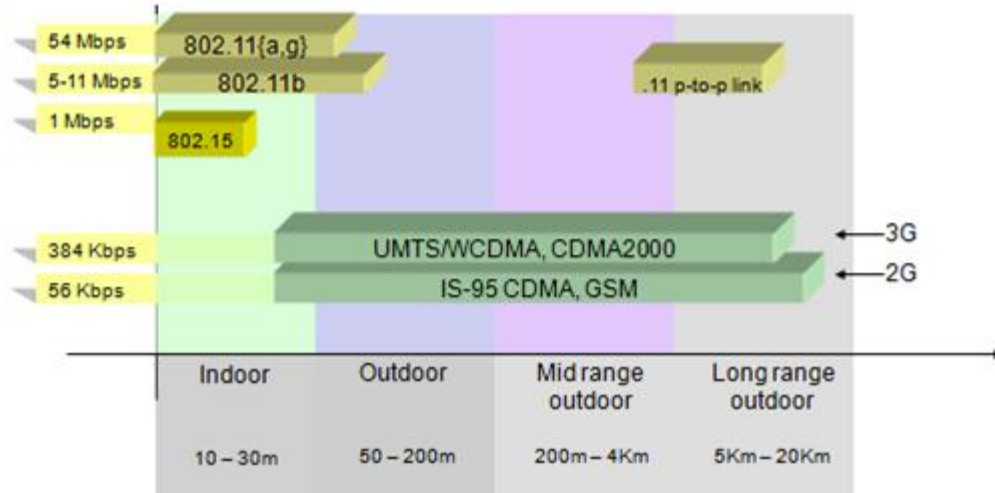 54 Mbps
802.11{a,g}
5-11 Mbps
802.11b
.11 p-to-p link
1 Mbps
802.15
384 Kbps
UMTS/WCDMA, CDMA2000
3G
56 Kbps
IS-95 CDMA, GSM
2G
Indoor
Outdoor
Mid range
outdoor
Long range
outdoor
10 – 30m
50 – 200m
200m – 4Km
5Km – 20Km